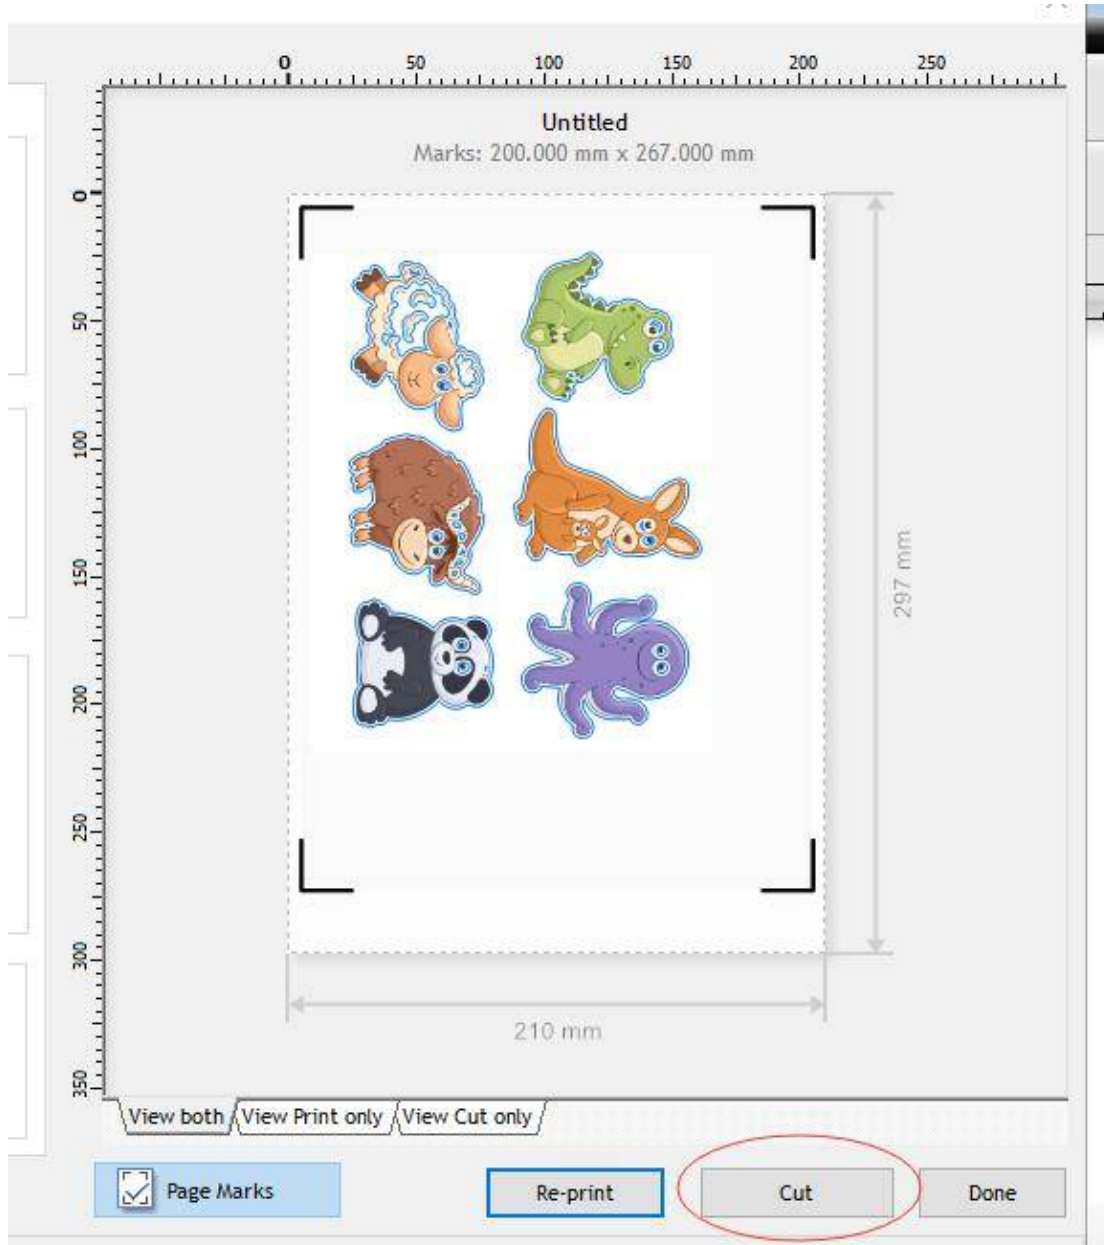 0 50 100 150 200 250
Untitled
Marks: 200.000 mm x 267.000 mm
0
50
100
150
200
250
300
350
297 mm
210 mm
View both View Print only View Cut only
Page Marks Re-print Cut Done